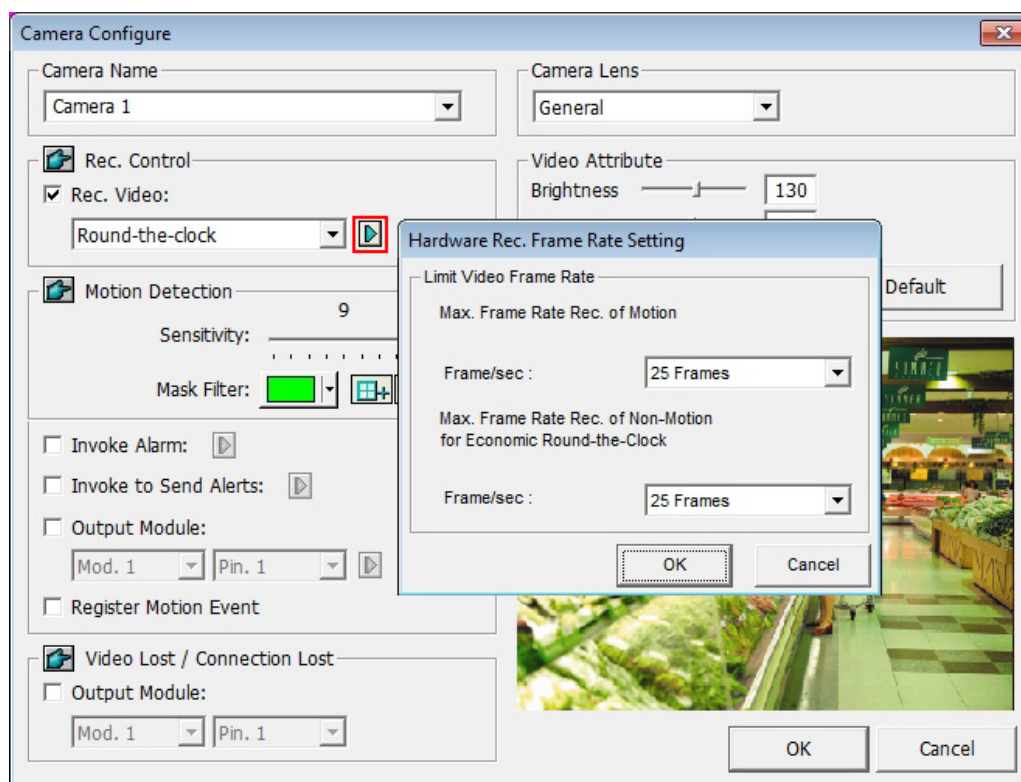 Camera Configure
Camera Name
Camera 1
Camera Lens
General
Rec. Control
Rec. Video:
Round-the-clock
Video Attribute
Brightness 130
Default
Hardware Rec. Frame Rate Setting
Limit Video Frame Rate
Max. Frame Rate Rec. of Motion
Frame/sec : 25 Frames
Max. Frame Rate Rec. of Non-Motion
for Economic Round-the-Clock
Frame/sec : 25 Frames
OK Cancel
Motion Detection
9
Sensitivity:
Mask Filter:
Invoke Alarm:
Invoke to Send Alerts:
Output Module:
Mod. 1 Pin. 1
Register Motion Event
Video Lost / Connection Lost
Output Module:
Mod. 1 Pin. 1
OK Cancel